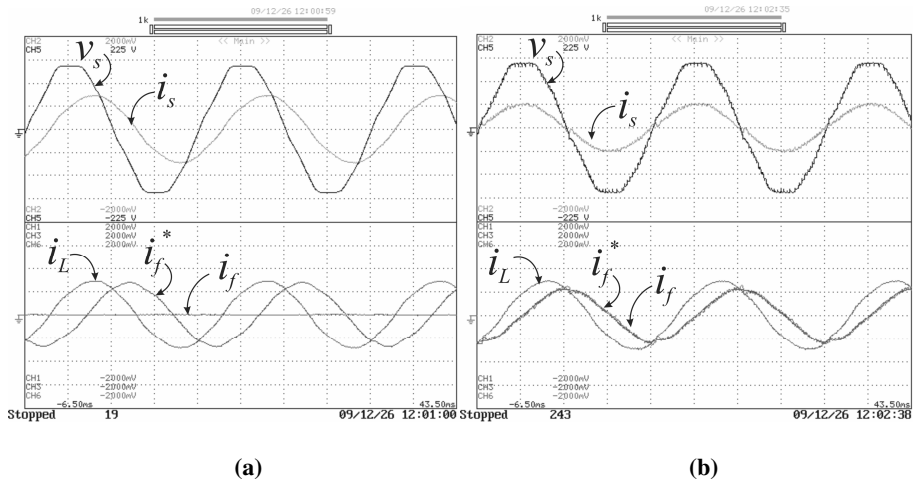 09/12/26 12:00:59
1k
<< Main >>
CH2 2000mV
CH5 225 V
v_s
i_s
CH2 -2000mV
CH5 -225 V
CH1 2000mV
CH3 2000mV
CH6 2000mV
i_L
i_f*
i_f
CH1 -2000mV
CH3 -2000mV
CH6 -2000mV
-6.50ms 43.50ms
Stopped 19 09/12/26 12:01:00
(a)
09/12/26 12:02:35
1k
<< Main >>
CH2 2000mV
CH5 225 V
v_s
i_s
CH2 -2000mV
CH5 -225 V
CH1 2000mV
CH3 2000mV
CH6 2000mV
i_L
i_f*
i_f
CH1 -2000mV
CH3 -2000mV
CH6 -2000mV
-6.50ms 43.50ms
Stopped 243 09/12/26 12:02:38
(b)